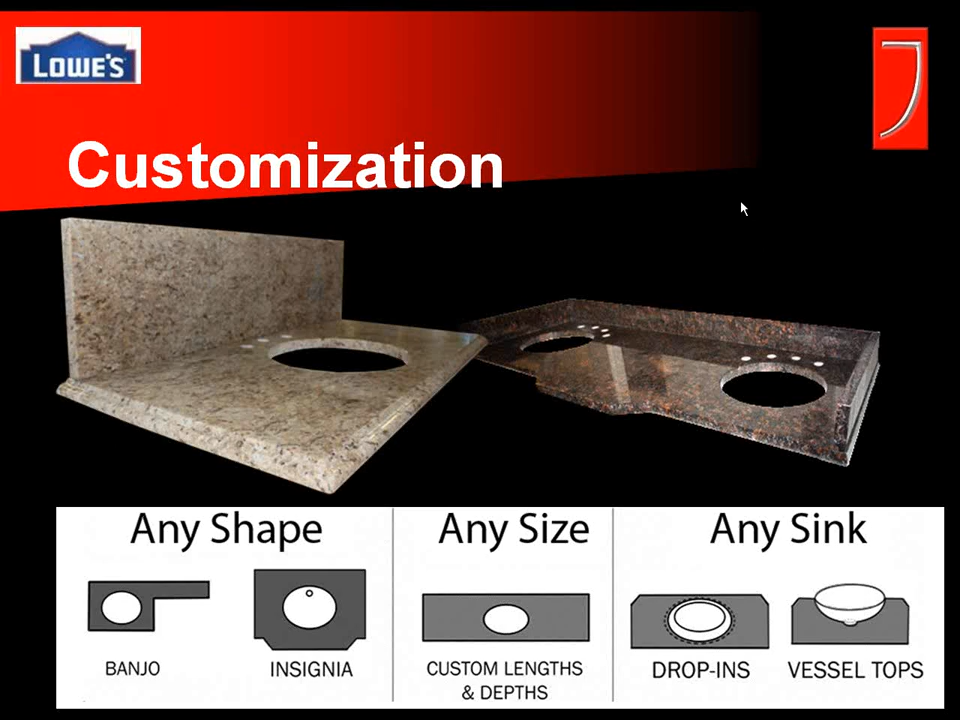 LOWE'S
Customization
Any Shape
Any Size
Any Sink
BANJO
INSIGNIA
CUSTOM LENGTHS
& DEPTHS
DROP-INS
VESSEL TOPS